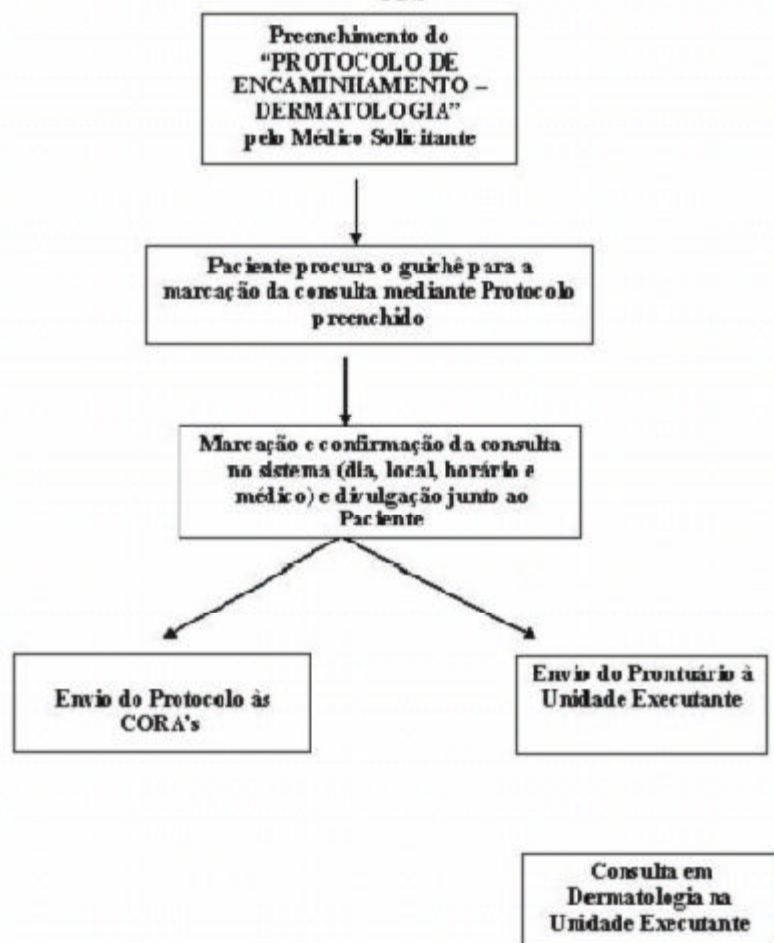 Preenchimento do
“PROTOCOLO DE
ENCAMINHAMENTO –
DERMATOLOGIA”
pelo Médico Solicitante
Paciente procura o guichê para a
marcação da consulta mediante Protocolo
preenchido
Marcação e confirmação da consulta
no sistema (dia, local, horário e
médico) e divulgação junto ao
Paciente
Envio do Protocolo às
CORA's
Envio do Prontuário à
Unidade Executante
Consulta em
Dermatologia na
Unidade Executante